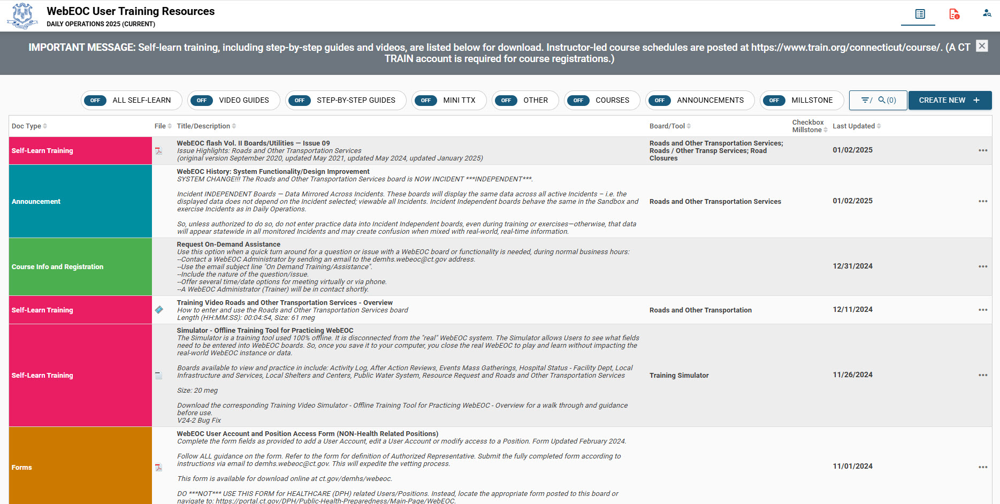 WebEOC User Training Resources
DAILY OPERATIONS 2025 (CURRENT)
IMPORTANT MESSAGE: Self-learn training, including step-by-step guides and videos, are listed below for download. Instructor-led course schedules are posted at https://www.train.org/connecticut/course/. (A CT
TRAIN account is required for course registrations.)
OFF ALL SELF-LEARN OFF VIDEO GUIDES OFF STEP-BY-STEP GUIDES OFF MINI TTX OFF OTHER OFF COURSES OFF ANNOUNCEMENTS OFF MILLSTONE / (0) CREATE NEW +
Doc Type File Title/Description Board/Tool Checkbox Millstone Last Updated
Self-Learn Training
WebEOC flash Vol. II Boards/Utilities — Issue 09
Issue Highlights: Roads and Other Transportation Services
(original version September 2020, updated May 2021, updated May 2024, updated January 2025)
Roads and Other Transportation Services;
Roads / Other Transp Services; Road
Closures
01/02/2025
Announcement
WebEOC History: System Functionality/Design Improvement
SYSTEM CHANGE!!! The Roads and Other Transportation Services board is NOW INCIDENT ***INDEPENDENT***.
Incident INDEPENDENT Boards — Data Mirrored Across Incidents. These boards will display the same data across all active Incidents – i.e. the
displayed data does not depend on the Incident selected; viewable all Incidents. Incident Independent boards behave the same in the Sandbox and
exercise Incidents as in Daily Operations.
So, unless authorized to do so, do not enter practice data into Incident Independent boards, even during training or exercises—otherwise, that data
will appear statewide in all monitored Incidents and may create confusion when mixed with real-world, real-time information.
Roads and Other Transportation Services
01/02/2025
Course Info and Registration
Request On-Demand Assistance
Use this option when a quick turn around for a question or issue with a WebEOC board or functionality is needed, during normal business hours:
--Contact a WebEOC Administrator by sending an email to the demhs.webeoc@ct.gov address.
--Use the email subject line "On Demand Training/Assistance".
--Include the nature of the question/issue.
--Offer several time/date options for meeting virtually or via phone.
--A WebEOC Administrator (Trainer) will be in contact shortly.
12/31/2024
Self-Learn Training
Training Video Roads and Other Transportation Services - Overview
How to enter and use the Roads and Other Transportation Services board
Length (HH:MM:SS): 00:04:54, Size: 61 meg
Roads and Other Transportation
12/11/2024
Self-Learn Training
Simulator - Offline Training Tool for Practicing WebEOC
The Simulator is a training tool used 100% offline. It is disconnected from the "real" WebEOC system. The Simulator allows Users to see what fields
need to be entered into WebEOC boards. So, once you save it to your computer, you close the real WebEOC to play and learn without impacting the
real-world WebEOC instance or data.
Boards available to view and practice in include: Activity Log, After Action Reviews, Events Mass Gatherings, Hospital Status - Facility Dept, Local
Infrastructure and Services, Local Shelters and Centers, Public Water System, Resource Request and Roads and Other Transportation Services
Size: 20 meg
Download the corresponding Training Video Simulator - Offline Training Tool for Practicing WebEOC - Overview for a walk through and guidance
before use.
V24-2 Bug Fix
Training Simulator
11/26/2024
Forms
WebEOC User Account and Position Access Form (NON-Health Related Positions)
Complete the form fields as provided to add a User Account, edit a User Account or modify access to a Position. Form Updated February 2024.
Follow ALL guidance on the form. Refer to the form for definition of Authorized Representative. Submit the fully completed form according to
instructions via email to demhs.webeoc@ct.gov. This will expedite the vetting process.
This form is available for download online at ct.gov/demhs/webeoc.
DO ***NOT*** USE THIS FORM for HEALTHCARE (DPH) related Users/Positions. Instead, locate the appropriate form posted to this board or
navigate to: https://portal.ct.gov/DPH/Public-Health-Preparedness/Main-Page/WebEOC.
11/01/2024